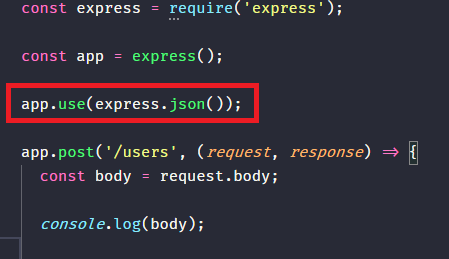 const express = require('express');
const app = express();
app.use(express.json());
app.post('/users', (request, response) => {
const body = request.body;
console.log(body);